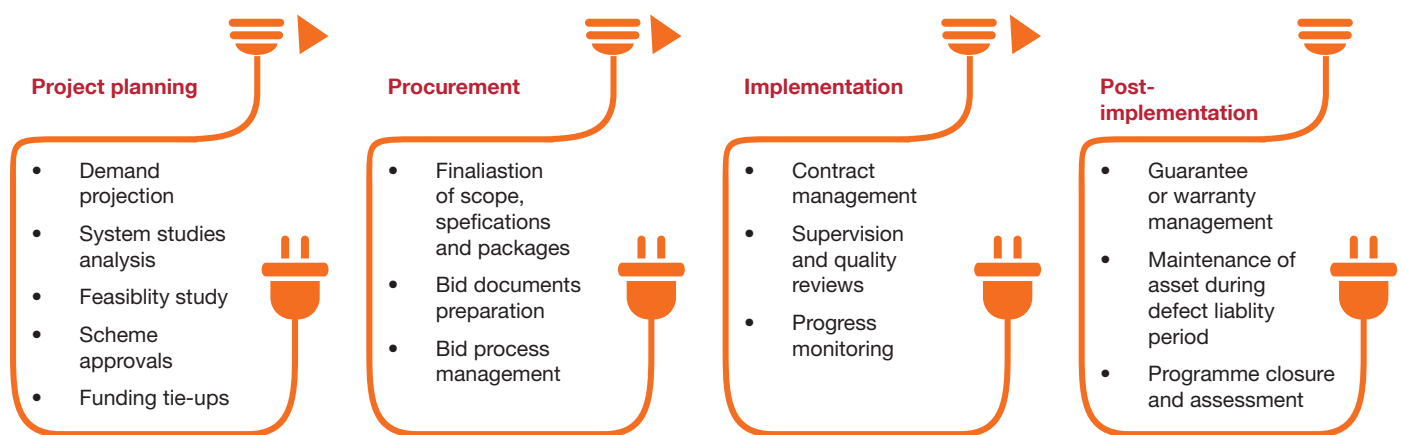 Project planning
• Demand
projection
• System studies
analysis
• Feasiblity study
• Scheme
approvals
• Funding tie-ups
Procurement
• Finaliastion
of scope,
spefications
and packages
• Bid documents
preparation
• Bid process
management
Implementation
• Contract
management
• Supervision
and quality
reviews
• Progress
monitoring
Post-
implementation
• Guarantee
or warranty
management
• Maintenance of
asset during
defect liablity
period
• Programme closure
and assessment